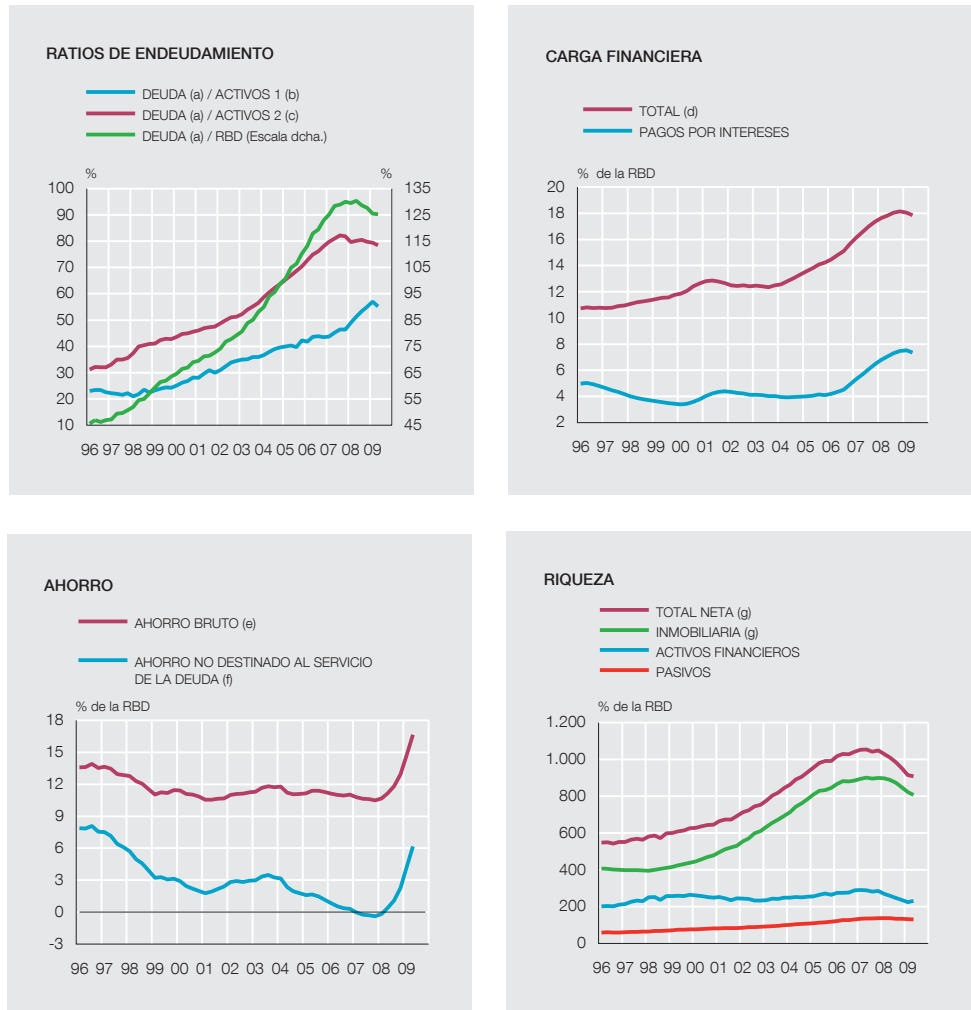 RATIOS DE ENDEUDAMIENTO
DEUDA (a) / ACTIVOS 1 (b)
DEUDA (a) / ACTIVOS 2 (c)
DEUDA (a) / RBD (Escala dcha.)
% %
100 135
90 125
80 115
70 105
60 95
50 85
40 75
30 65
20 55
10 45
96 97 98 99 00 01 02 03 04 05 06 07 08 09
CARGA FINANCIERA
TOTAL (d)
PAGOS POR INTERESES
% de la RBD
20
18
16
14
12
10
8
6
4
2
96 97 98 99 00 01 02 03 04 05 06 07 08 09
AHORRO
AHORRO BRUTO (e)
AHORRO NO DESTINADO AL SERVICIO
DE LA DEUDA (f)
% de la RBD
18
15
12
9
6
3
0
-3
96 97 98 99 00 01 02 03 04 05 06 07 08 09
RIQUEZA
TOTAL NETA (g)
INMOBILIARIA (g)
ACTIVOS FINANCIEROS
PASIVOS
% de la RBD
1.200
1.000
800
600
400
200
0
96 97 98 99 00 01 02 03 04 05 06 07 08 09